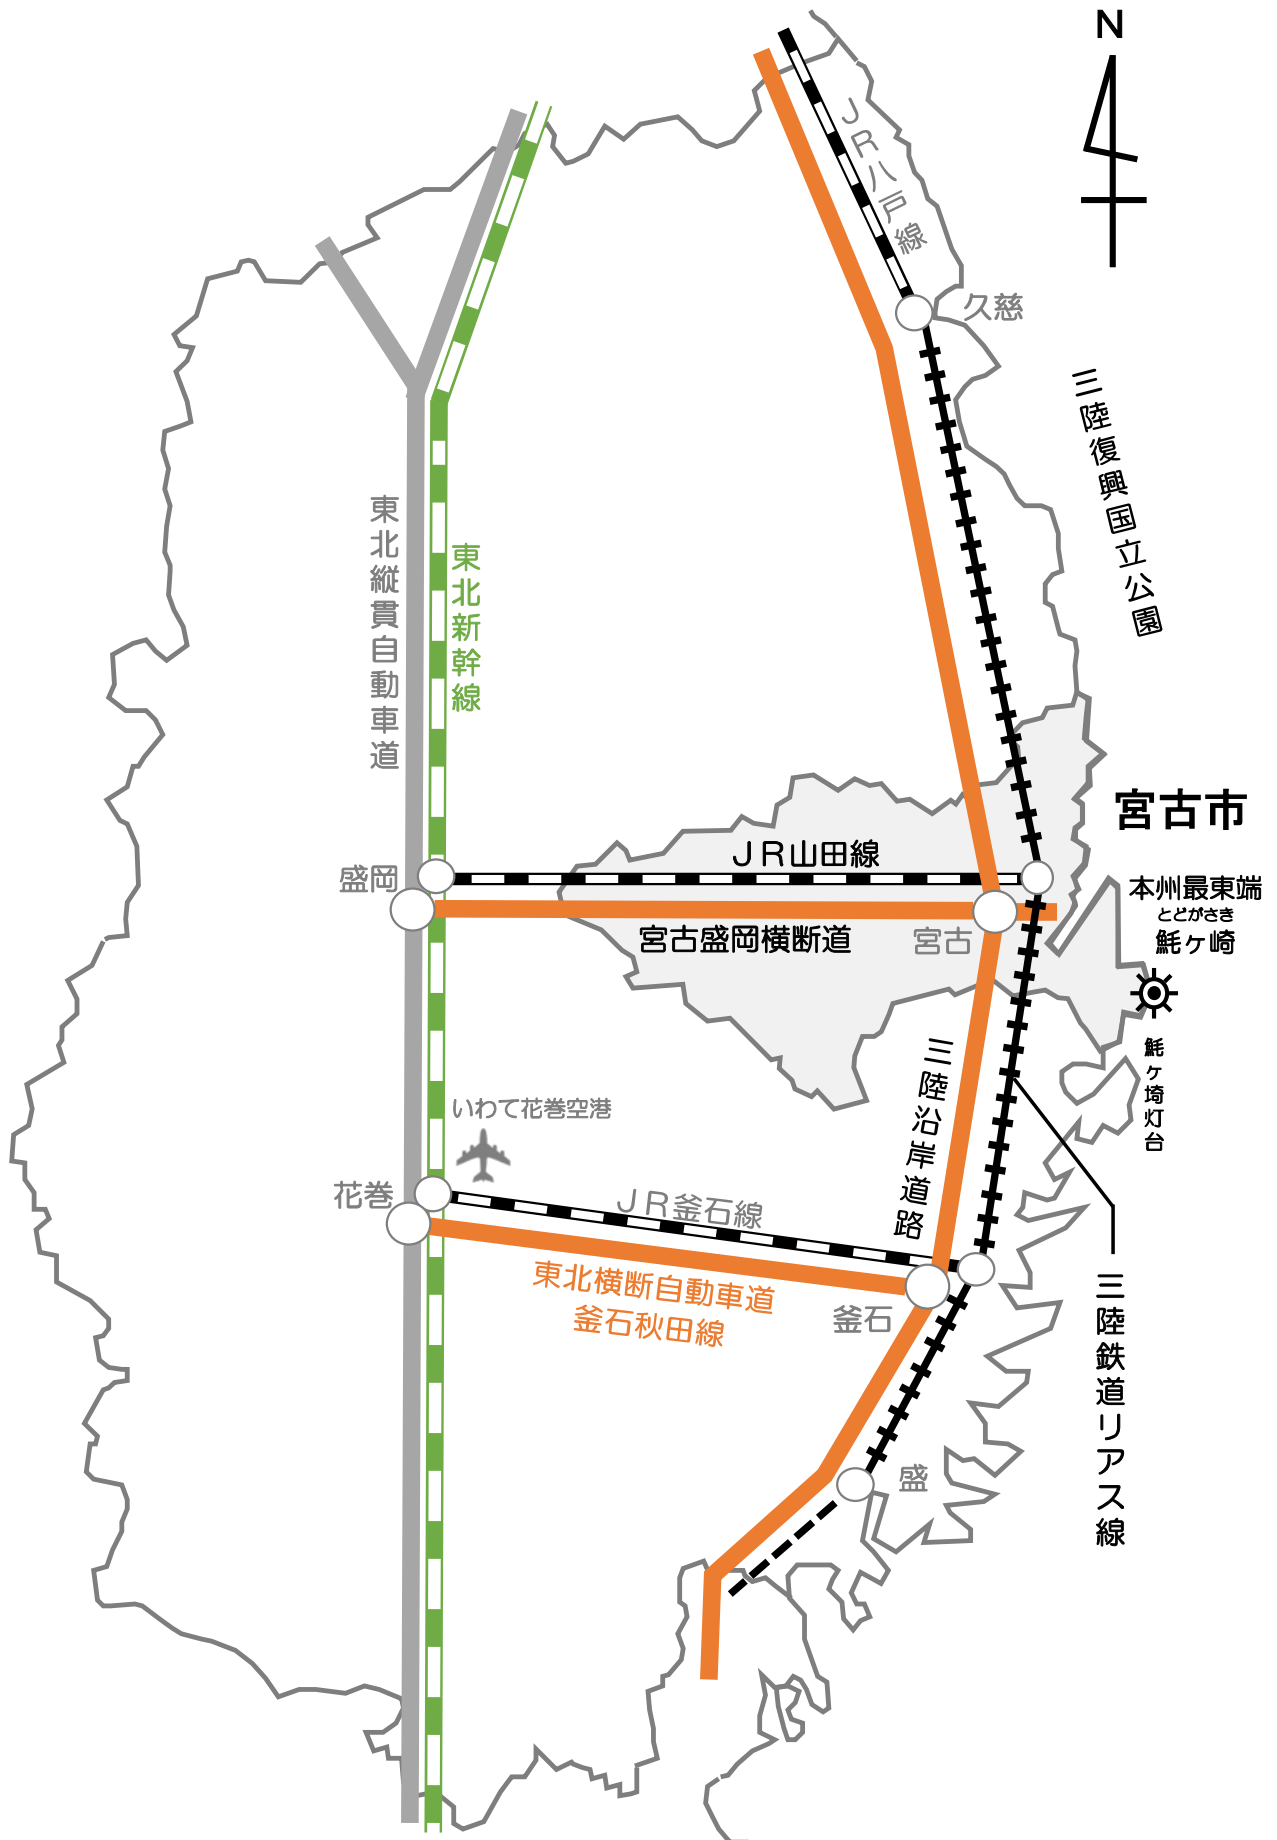 N
JR八戸線
久慈
三陸復興国立公園
東北縦貫自動車道
東北新幹線
宮古市
JR山田線
盛岡
本州最東端
とどがさき
魹ヶ崎
宮古盛岡横断道
宮古
魹ヶ埼灯台
三陸沿岸道路
いわて花巻空港
花巻
JR釜石線
東北横断自動車道
釜石秋田線
釜石
三陸鉄道リアス線
盛